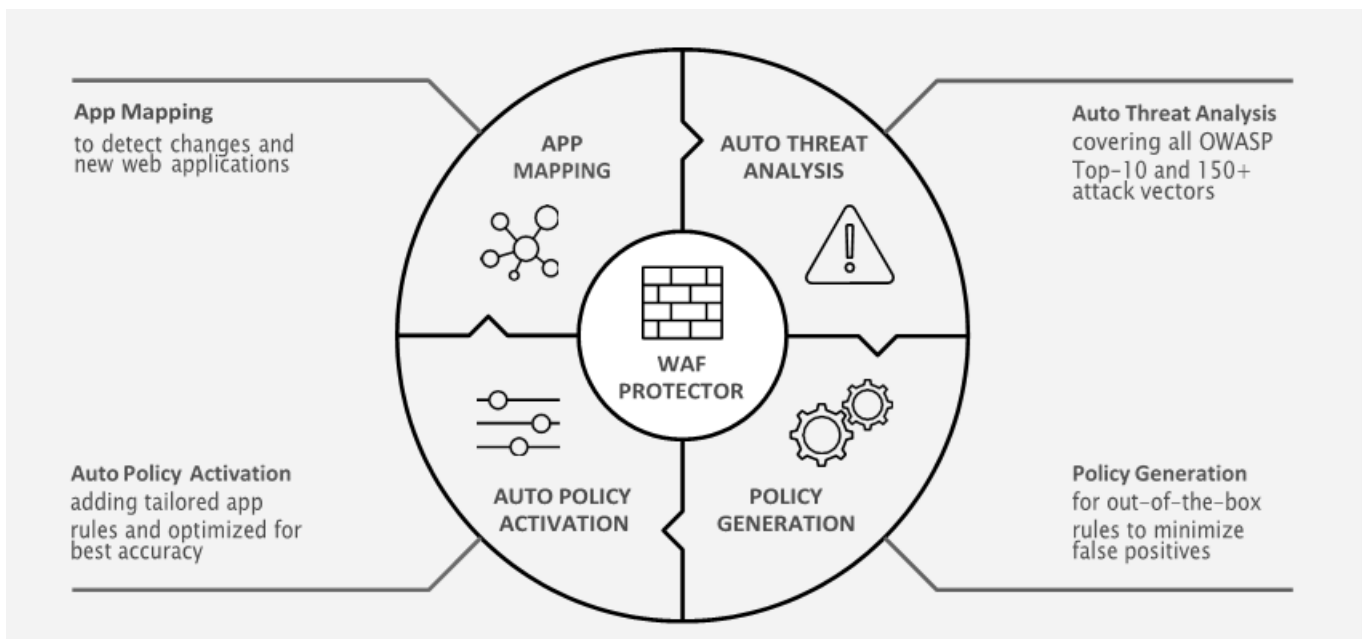 App Mapping
to detect changes and
new web applications
APP
MAPPING
AUTO THREAT
ANALYSIS
Auto Threat Analysis
covering all OWASP
Top-10 and 150+
attack vectors
WAF
PROTECTOR
Auto Policy Activation
adding tailored app
rules and optimized for
best accuracy
AUTO POLICY
ACTIVATION
POLICY
GENERATION
Policy Generation
for out-of-the-box
rules to minimize
false positives